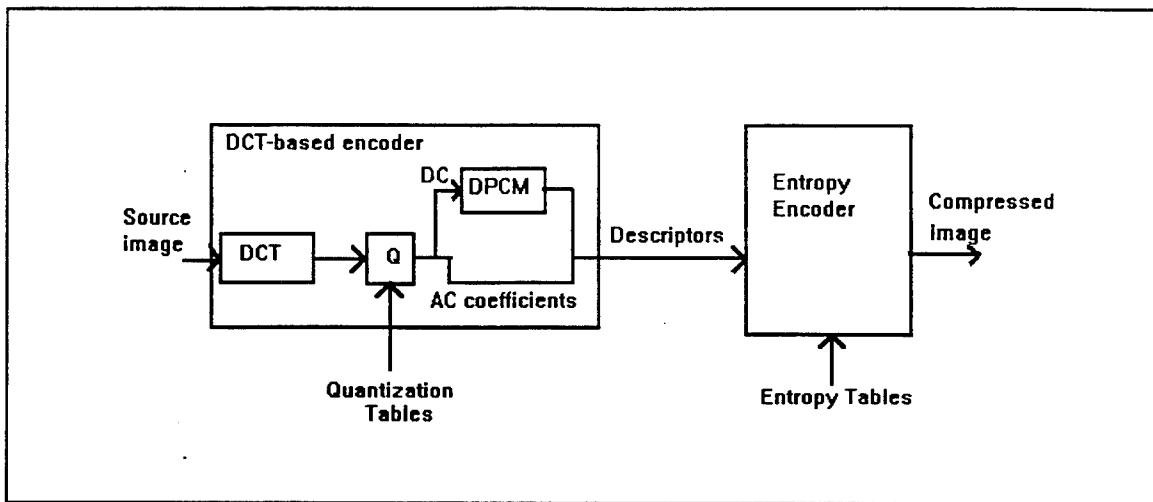 DCT-based encoder
DC
DPCM
Source
image
DCT
Q
AC coefficients
Quantization
Tables
Descriptors
Entropy
Encoder
Entropy Tables
Compressed
Image